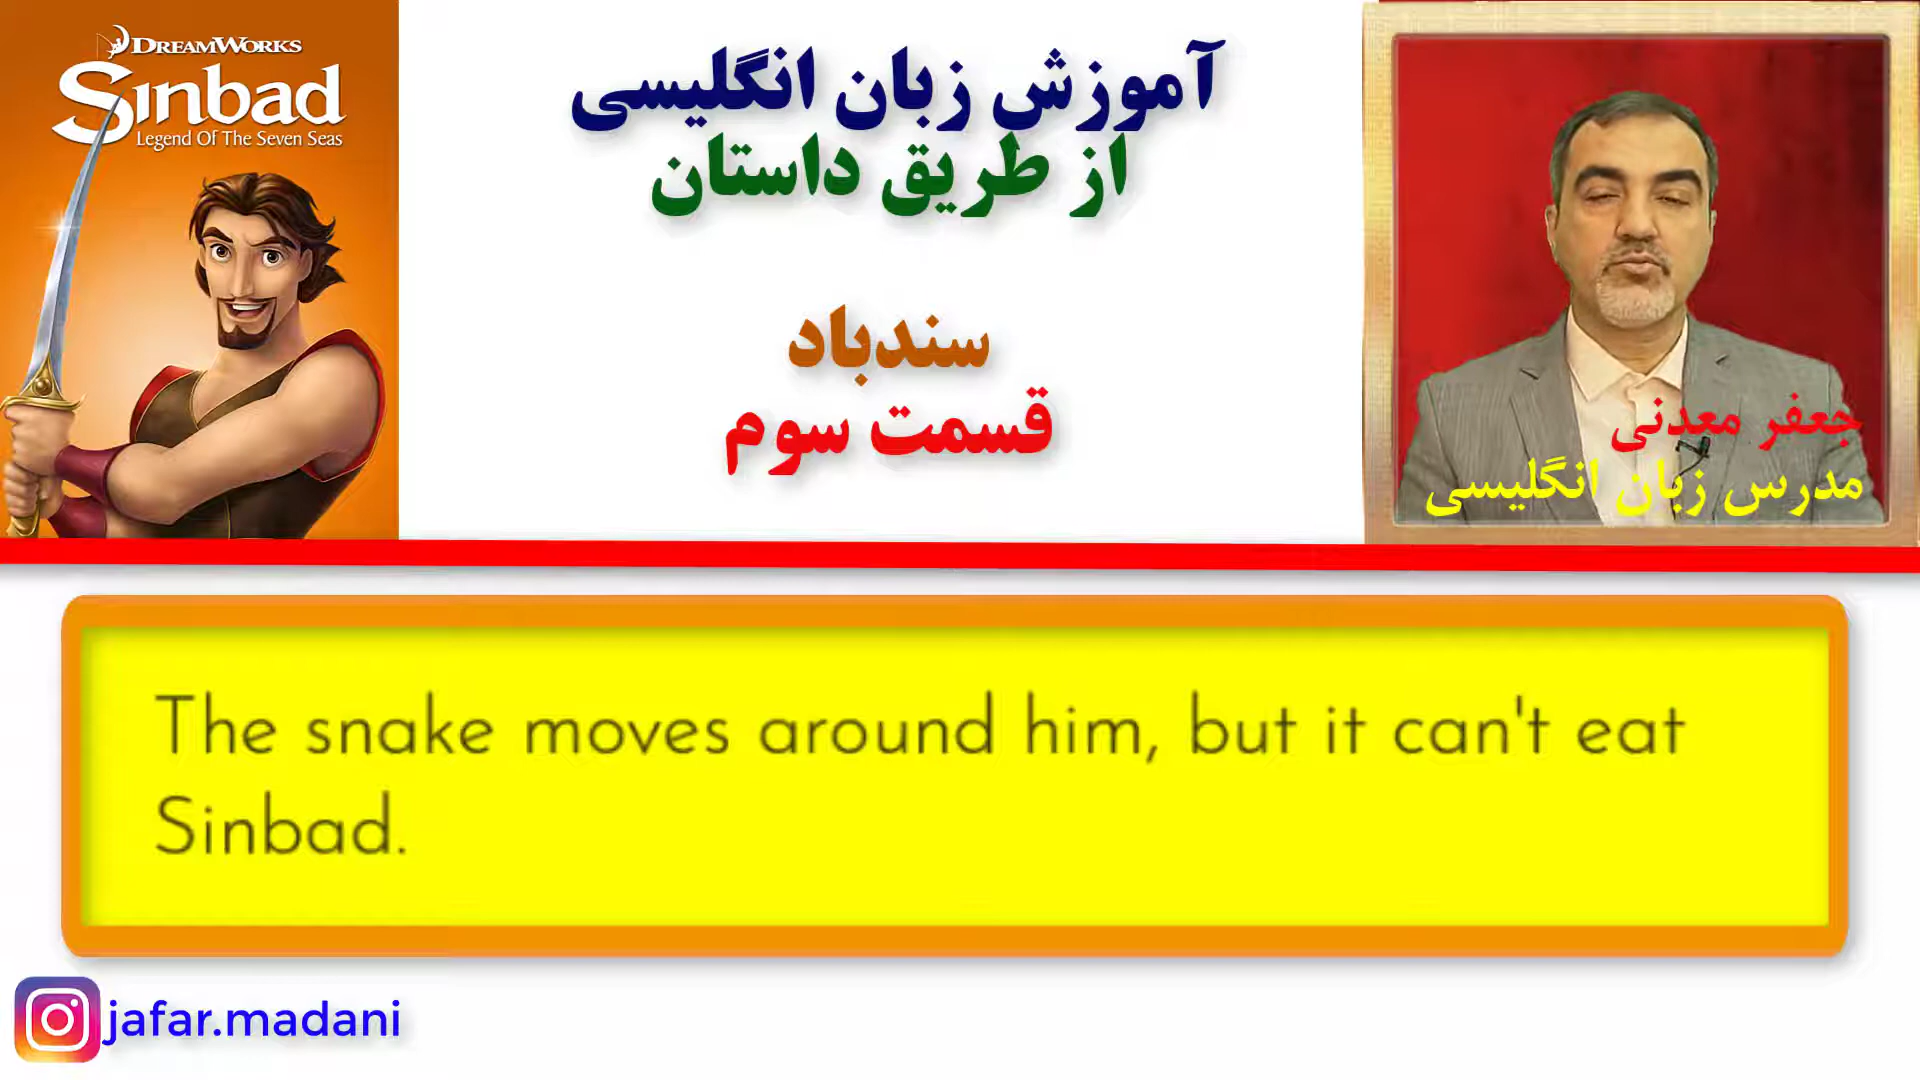 DREAMWORKS
Sinbad
Legend Of The Seven Seas
آموزش زبان انگلیسی
از طریق داستان
سندباد
قسمت سوم
جعفر معدنی
مدرس زبان انگلیسی
The snake moves around him, but it can't eat
Sinbad.
jafar.madani